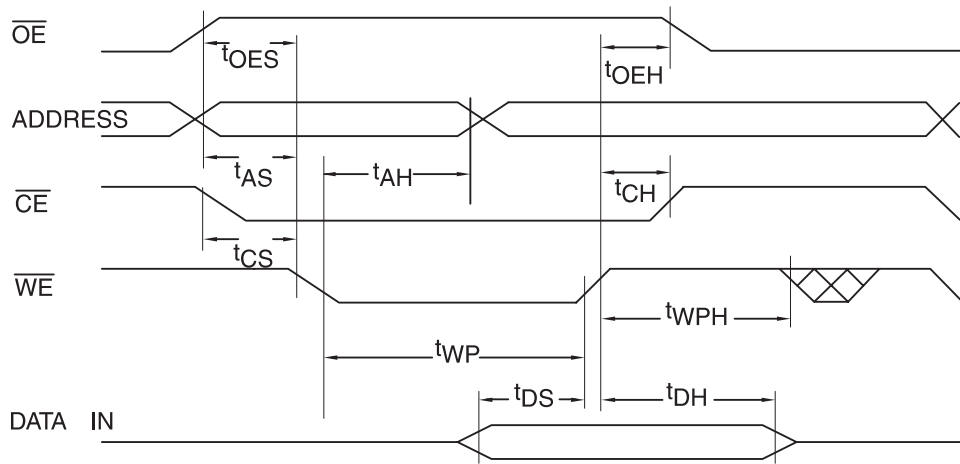 OE
tOES
tOEH
ADDRESS
tAS
tAH
tCH
CE
tCS
WE
tWPH
tWP
tDS
tDH
DATA IN